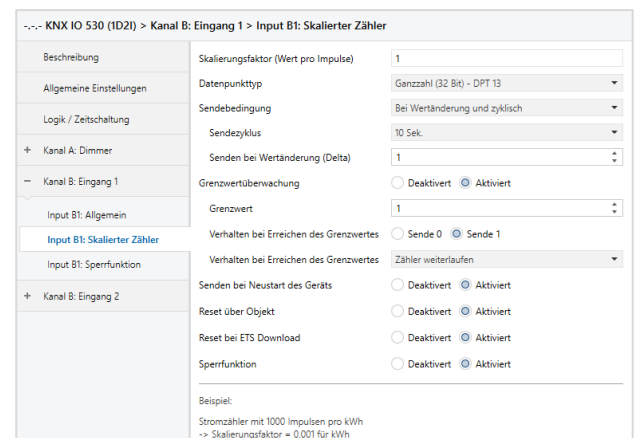 -.-.- KNX IO 530 (1D2I) > Kanal B: Eingang 1 > Input B1: Skalierter Zähler
Beschreibung
Allgemeine Einstellungen
Logik / Zeitschaltung
+ Kanal A: Dimmer
− Kanal B: Eingang 1
Input B1: Allgemein
Input B1: Skalierter Zähler
Input B1: Sperrfunktion
+ Kanal B: Eingang 2
Skalierungsfaktor (Wert pro Impulse) 1
Datenpunkttyp Ganzzahl (32 Bit) - DPT 13
Sendebedingung Bei Wertänderung und zyklisch
Sendezyklus 10 Sek.
Senden bei Wertänderung (Delta) 1
Grenzwertüberwachung Deaktivert Aktiviert
Grenzwert 1
Verhalten bei Erreichen des Grenzwertes Sende 0 Sende 1
Verhalten bei Erreichen des Grenzwertes Zähler weiterlaufen
Senden bei Neustart des Geräts Deaktivert Aktiviert
Reset über Objekt Deaktivert Aktiviert
Reset bei ETS Download Deaktivert Aktiviert
Sperrfunktion Deaktivert Aktiviert
Beispiel:
Stromzähler mit 1000 Impulsen pro kWh
-> Skalierungsfaktor = 0.001 für kWh